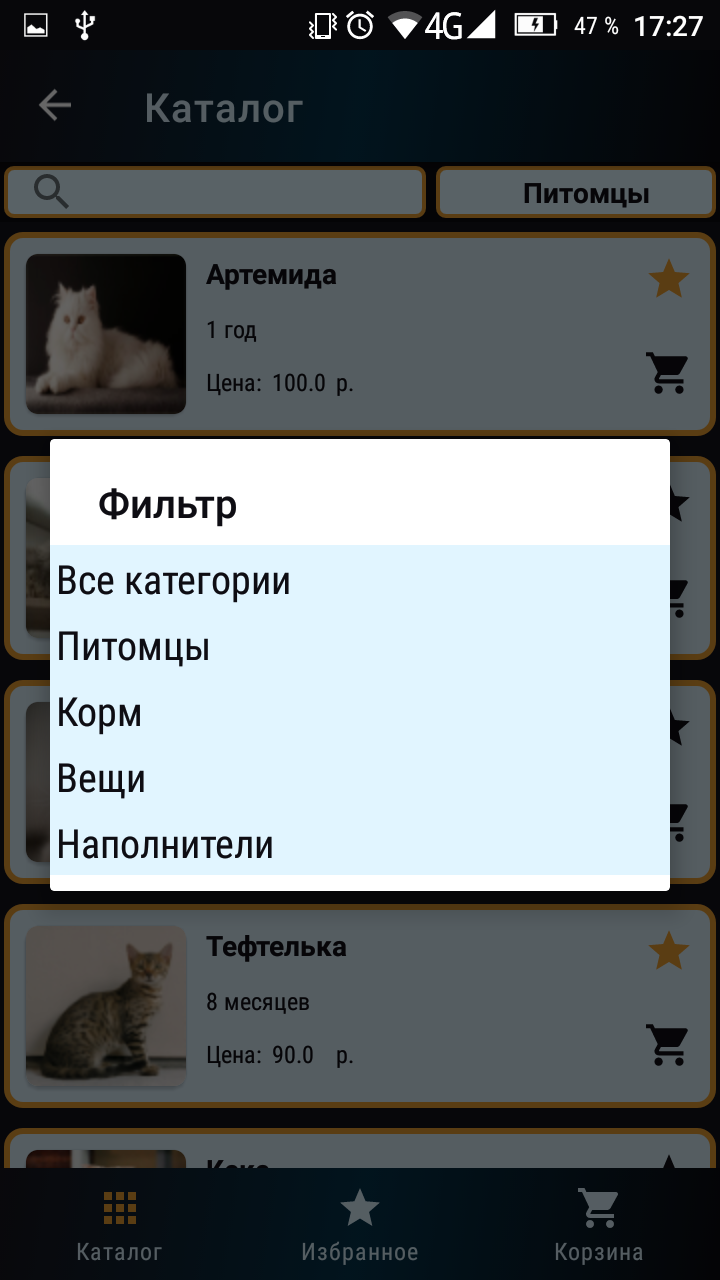 4G 47 % 17:27
Каталог
Питомцы
Артемида
1 год
Цена: 100.0 р.
Фильтр
Все категории
Питомцы
Корм
Вещи
Наполнители
Тефтелька
8 месяцев
Цена: 90.0 р.
Каталог Избранное Корзина